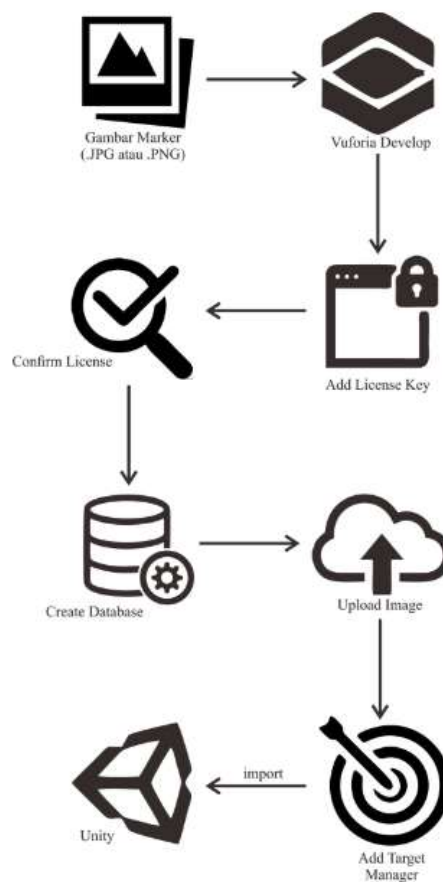 Gambar Marker
(.JPG atau .PNG)
Vuforia Develop
Add License Key
Confirm License
Create Database
Upload Image
Add Target
Manager
import
Unity